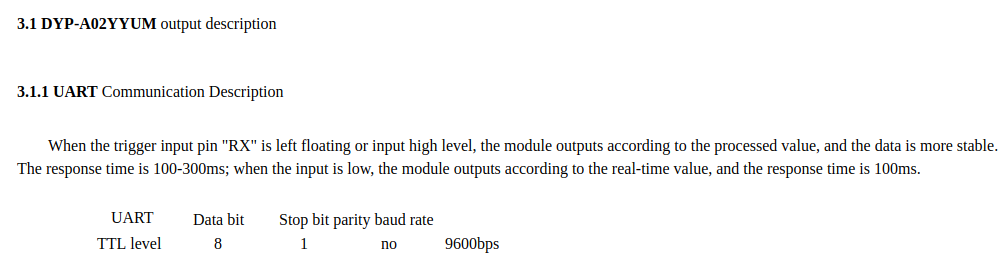 3.1 DYP-A02YYUM output description
3.1.1 UART Communication Description
When the trigger input pin "RX" is left floating or input high level, the module outputs according to the processed value, and the data is more stable.
The response time is 100-300ms; when the input is low, the module outputs according to the real-time value, and the response time is 100ms.
UART Data bit Stop bit parity baud rate
TTL level 8 1 no 9600bps